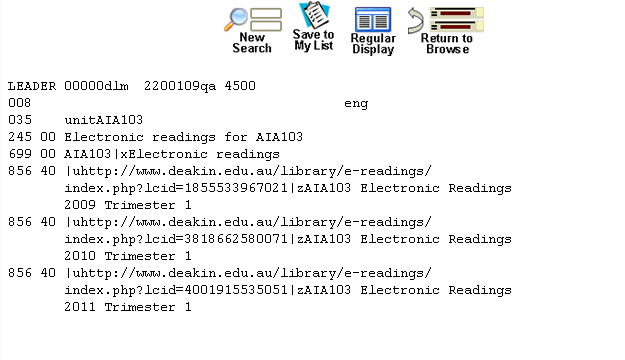 New Search
Save to My List
Regular Display
Return to Browse
LEADER 00000dlm  2200109qa 4500
008                                         eng
035    unitAIA103
245 00 Electronic readings for AIA103
699 00 AIA103|xElectronic readings
856 40 |uhttp://www.deakin.edu.au/library/e-readings/
index.php?lcid=1855533967021|zAIA103 Electronic Readings
2009 Trimester 1
856 40 |uhttp://www.deakin.edu.au/library/e-readings/
index.php?lcid=3818662580071|zAIA103 Electronic Readings
2010 Trimester 1
856 40 |uhttp://www.deakin.edu.au/library/e-readings/
index.php?lcid=4001915535051|zAIA103 Electronic Readings
2011 Trimester 1